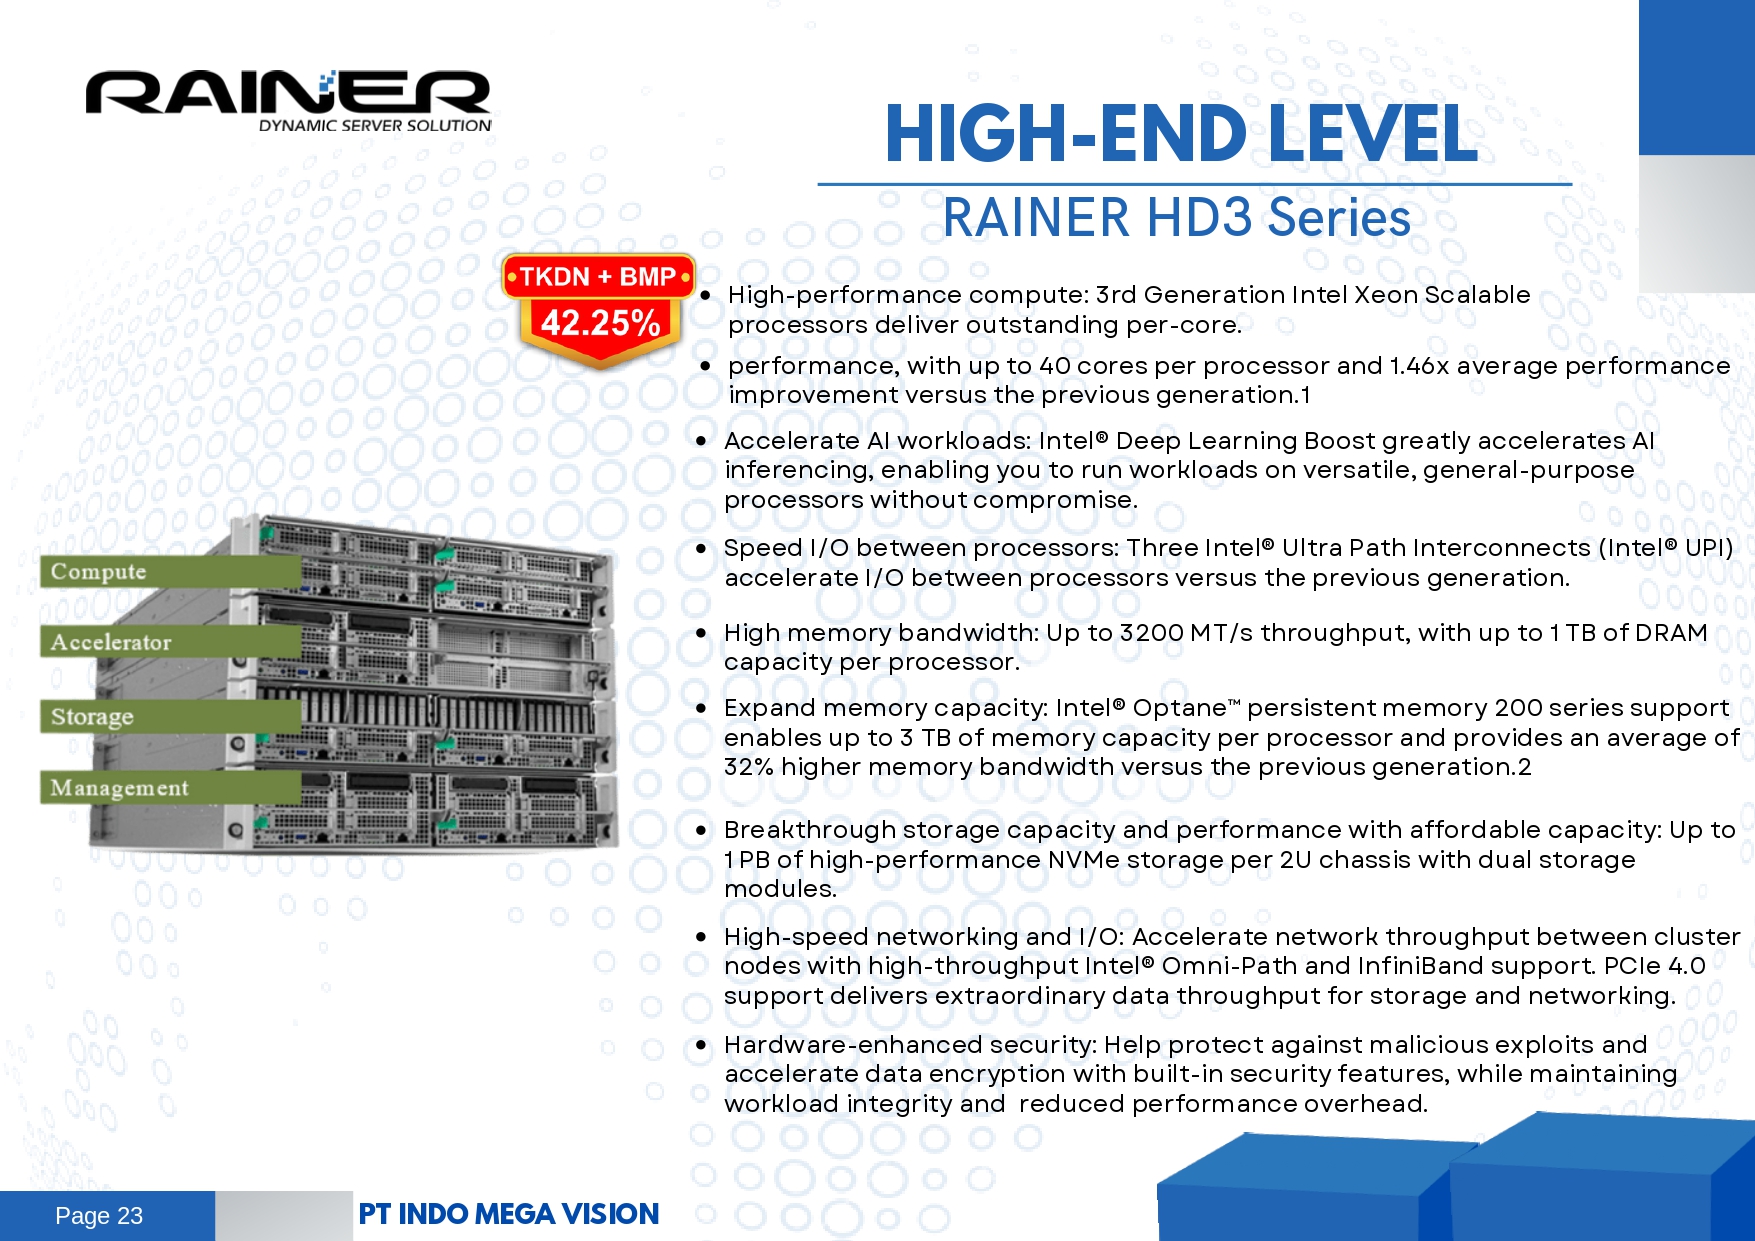 RAINER
DYNAMIC SERVER SOLUTION
HIGH-END LEVEL
RAINER HD3 Series
TKDN + BMP
42.25%
• High-performance compute: 3rd Generation Intel Xeon Scalable
processors deliver outstanding per-core.
• performance, with up to 40 cores per processor and 1.46x average performance
improvement versus the previous generation.1
• Accelerate AI workloads: Intel® Deep Learning Boost greatly accelerates AI
inferencing, enabling you to run workloads on versatile, general-purpose
processors without compromise.
• Speed I/O between processors: Three Intel® Ultra Path Interconnects (Intel® UPI)
accelerate I/O between processors versus the previous generation.
• High memory bandwidth: Up to 3200 MT/s throughput, with up to 1 TB of DRAM
capacity per processor.
• Expand memory capacity: Intel® Optane™ persistent memory 200 series support
enables up to 3 TB of memory capacity per processor and provides an average of
32% higher memory bandwidth versus the previous generation.2
• Breakthrough storage capacity and performance with affordable capacity: Up to
1 PB of high-performance NVMe storage per 2U chassis with dual storage
modules.
• High-speed networking and I/O: Accelerate network throughput between cluster
nodes with high-throughput Intel® Omni-Path and InfiniBand support. PCIe 4.0
support delivers extraordinary data throughput for storage and networking.
• Hardware-enhanced security: Help protect against malicious exploits and
accelerate data encryption with built-in security features, while maintaining
workload integrity and  reduced performance overhead.
Compute
Accelerator
Storage
Management
Page 23
PT INDO MEGA VISION